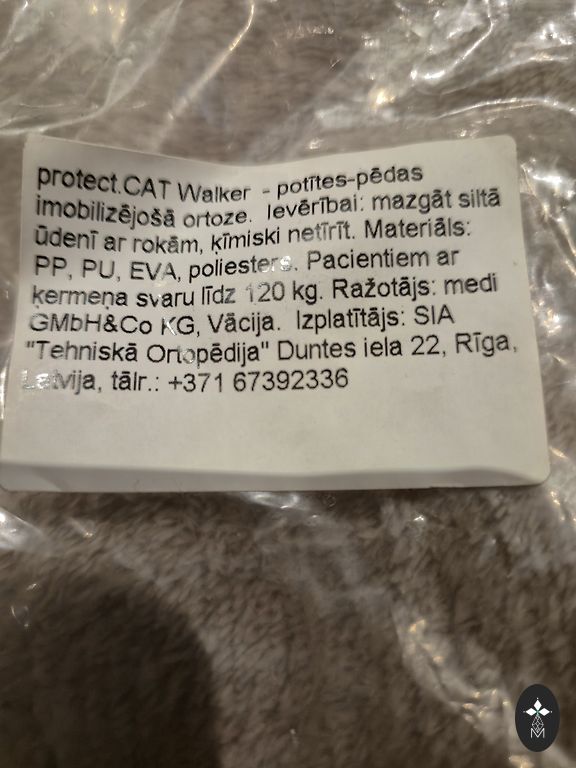 protect.CAT Walker - potītes-pēdas
imobilizējošā ortoze. Ievērībai: mazgāt siltā
ūdenī ar rokām, ķīmiski netīrīt. Materiāls:
PP, PU, EVA, poliesters. Pacientiem ar
ķermeņa svaru līdz 120 kg. Ražotājs: medi
GMbH&Co KG, Vācija. Izplatītājs: SIA
"Tehniskā Ortopēdija" Duntes iela 22, Rīga,
Latvija, tālr.: +371 67392336
M